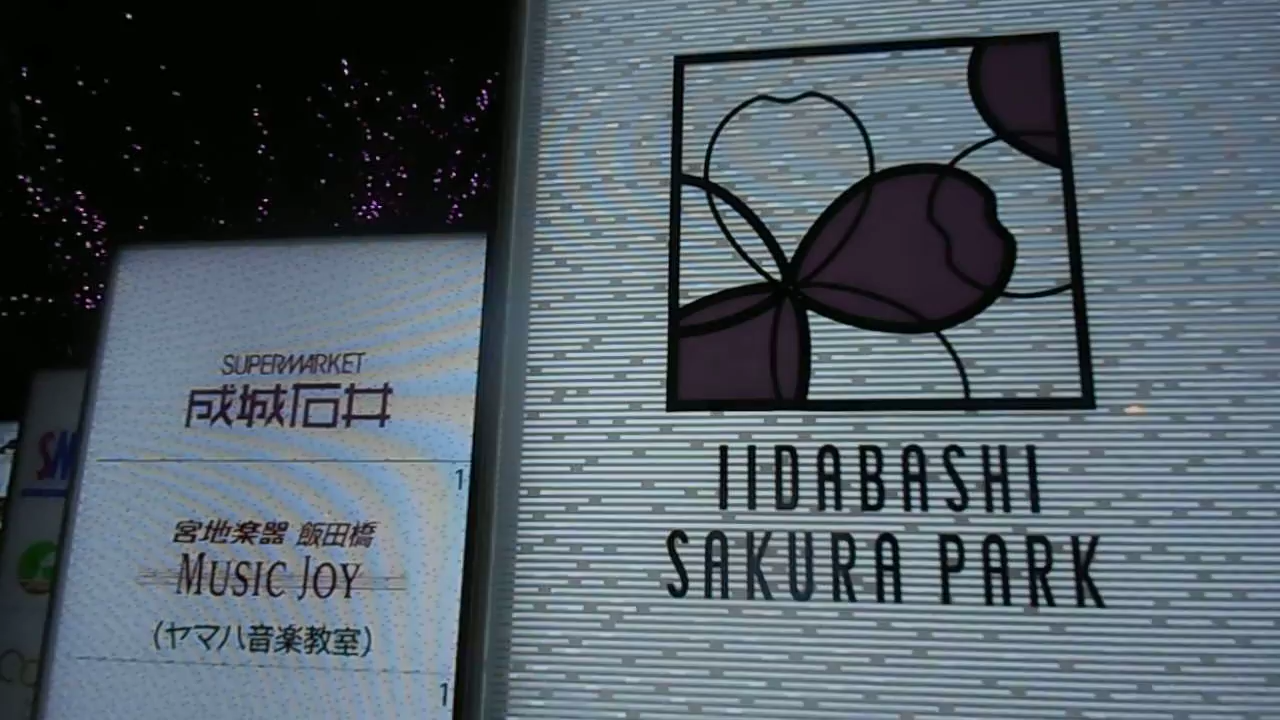 SUPERMARKET
成城石井
1
宮地楽器 飯田橋
MUSIC JOY
(ヤマハ音楽教室)
1
IIDABASHI
SAKURA PARK